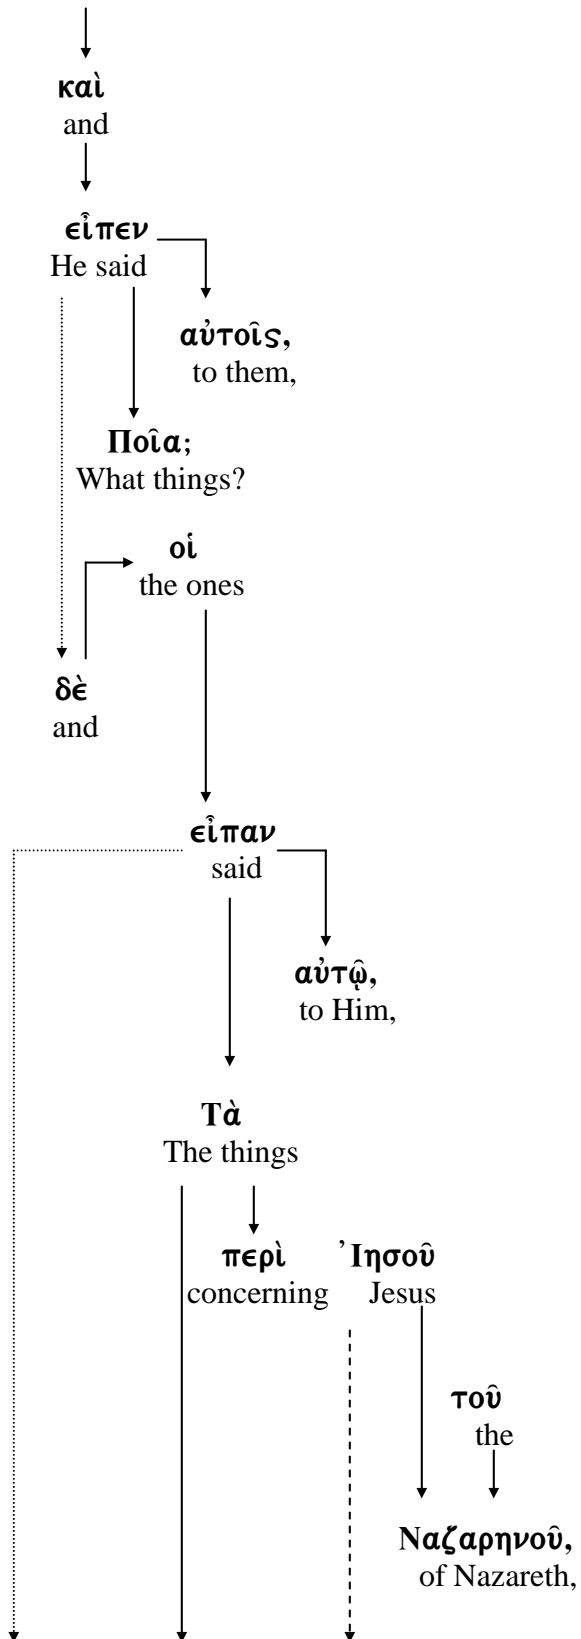 καὶ
and
εἶπεν
He said
αὐτοῖς,
to them,
Ποῖα;
What things?
οἱ
the ones
δὲ
and
εἶπαν
said
αὐτῷ,
to Him,
Τὰ
The things
περὶ Ἰησοῦ
concerning Jesus
τοῦ
the
Ναζαρηνοῦ,
of Nazareth,